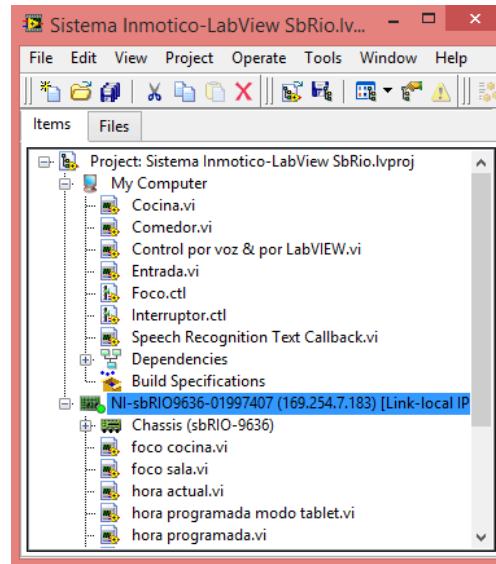 Sistema Inmotico-LabView SbRio.lv...
File Edit View Project Operate Tools Window Help
Items Files
Project: Sistema Inmotico-LabView SbRio.lvproj
My Computer
Cocina.vi
Comedor.vi
Control por voz & por LabVIEW.vi
Entrada.vi
Foco.ctl
Interruptor.ctl
Speech Recognition Text Callback.vi
Dependencies
Build Specifications
NI-sbRIO9636-01997407 (169.254.7.183) [Link-local IP
Chassis (sbRIO-9636)
foco cocina.vi
foco sala.vi
hora actual.vi
hora programada modo tablet.vi
hora programada.vi